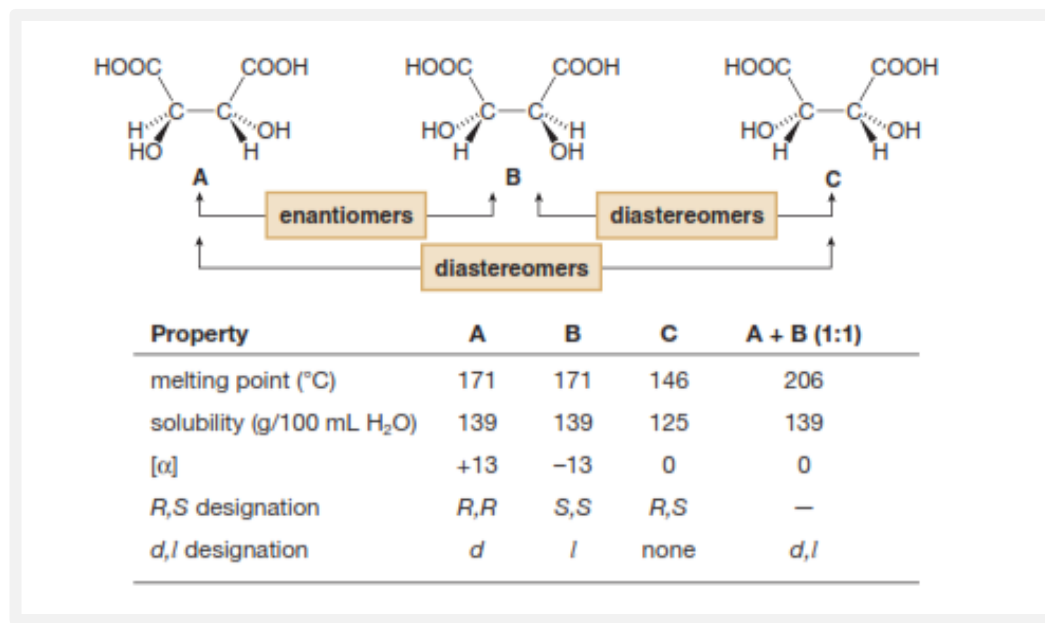 HOOC COOH HOOC COOH HOOC COOH
C—C C—C C—C
H OH HO H HO OH
HO H H OH H H
A B C
enantiomers diastereomers
diastereomers
Property A B C A + B (1:1)
melting point (°C) 171 171 146 206
solubility (g/100 mL H₂O) 139 139 125 139
[α] +13 –13 0 0
R,S designation R,R S,S R,S —
d,l designation d l none d,l